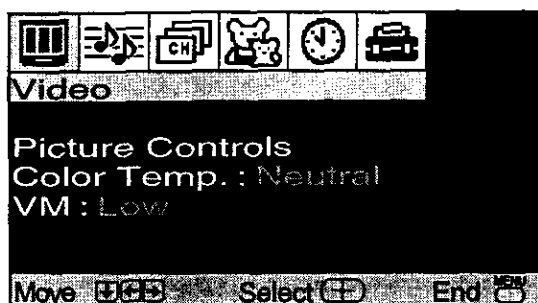 CH
Video
Picture Controls
Color Temp. : Neutral
VM : Low
Move Select End MENU